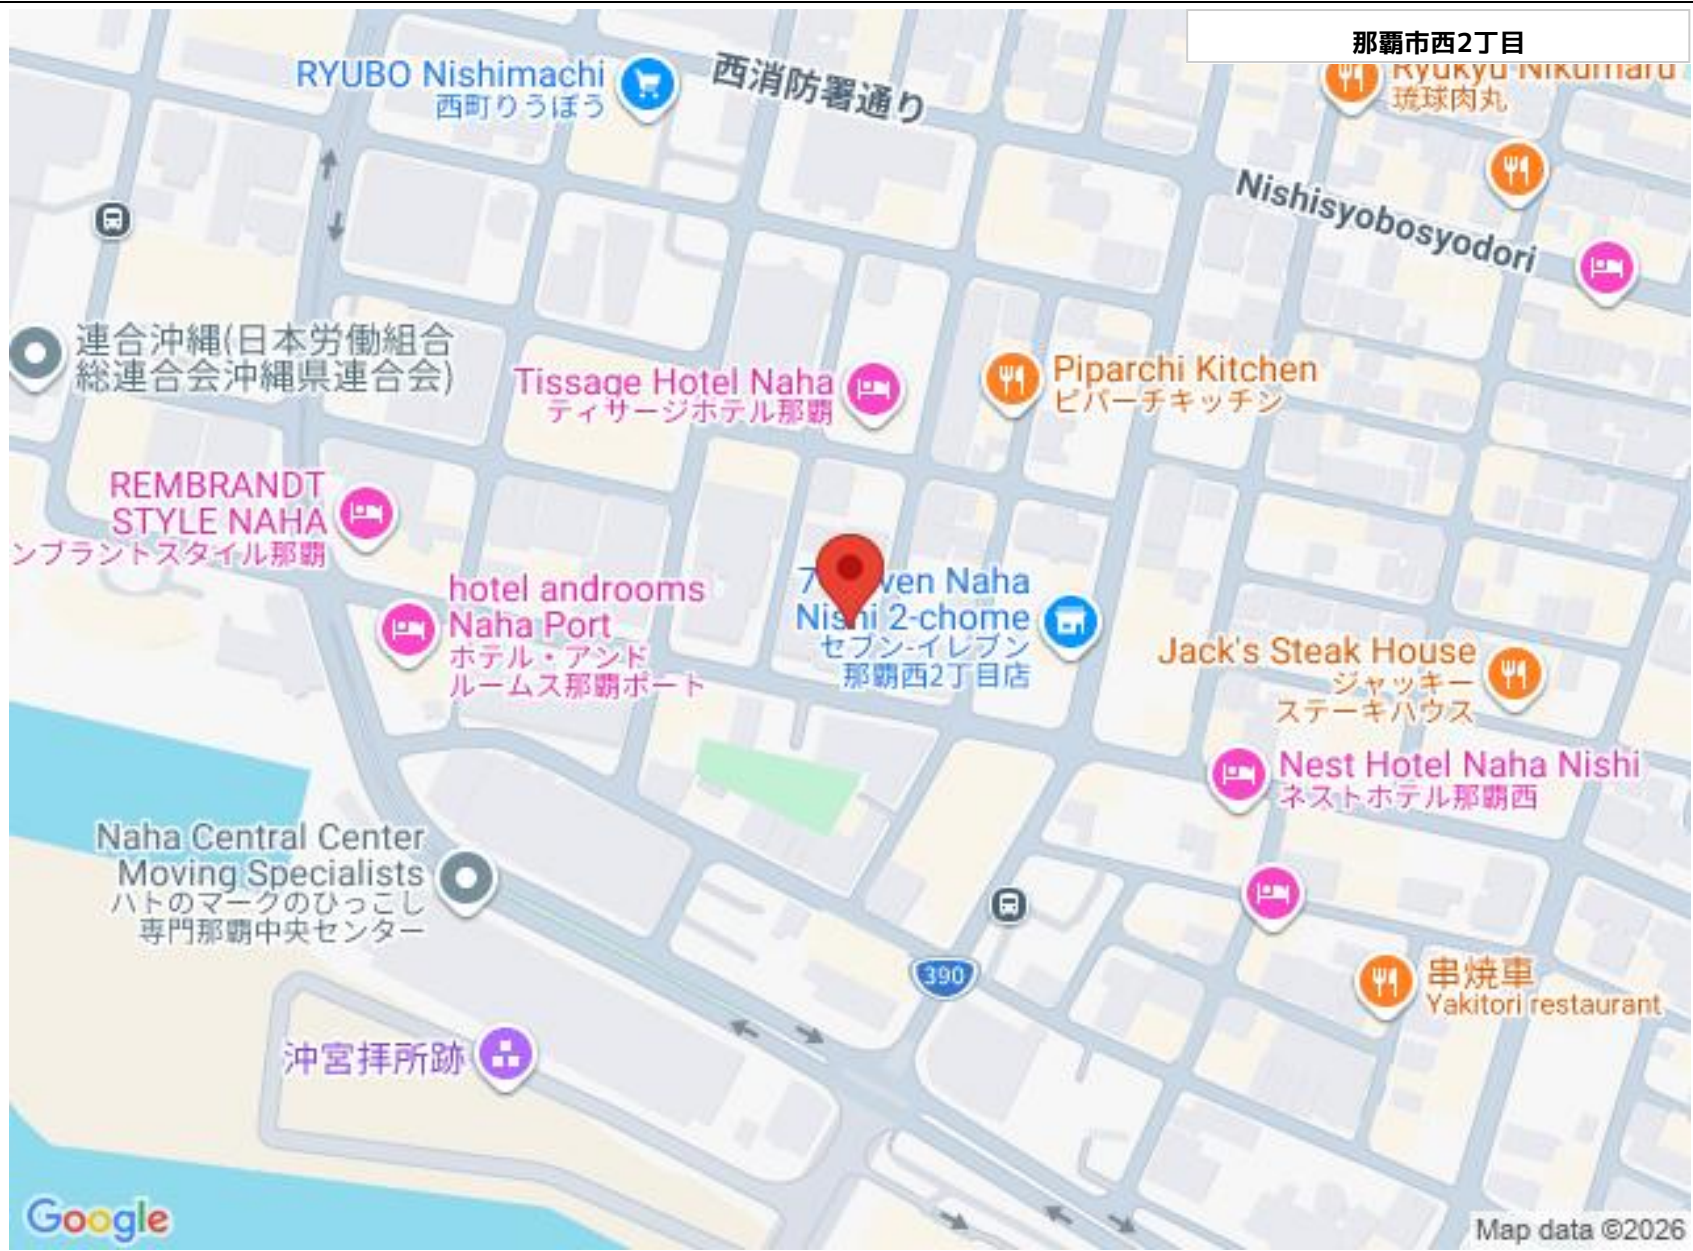 那覇市西2丁目
RYUBO Nishimachi
西町りうぼう
西消防署通り
Ryukyu Nikumaru
琉球肉丸
Nishisyobosyodori
連合沖縄(日本労働組合
総連合会沖縄県連合会)
Tissage Hotel Naha
ティサージホテル那覇
Piparchi Kitchen
ピパーチキッチン
REMBRANDT
STYLE NAHA
ンブラントスタイル那覇
hotel androoms
Naha Port
ホテル・アンド
ルームス那覇ポート
Naha
Nishi 2-chome
セブン-イレブン
那覇西2丁目店
Jack's Steak House
ジャッキー
ステーキハウス
Nest Hotel Naha Nishi
ネストホテル那覇西
Naha Central Center
Moving Specialists
ハトのマークのひっこし
専門那覇中央センター
390
串焼車
Yakitori restaurant
沖宮拝所跡
Google
Map data ©2026